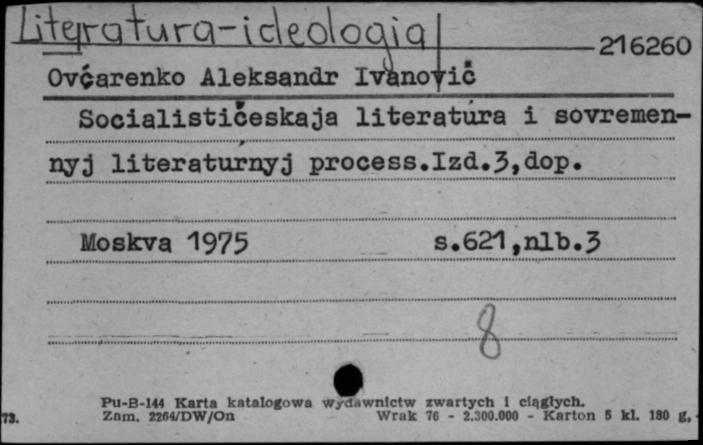 Literatura-ideologia
216260
Ovčarenko Aleksandr Ivanovič
Socialističeskaja literatúra i sovremen-
nyj literatúrnyj process.Izd.3,dop.
Moskva 1975 s.621,nlb.3
8
Pu-B-144 Karta katalogowa wydawnictw zwartych i ciągłych.
73. Zam. 2264/DW/On Wrak 76 - 2.300.000 - Karton 5 kl. 180 g,